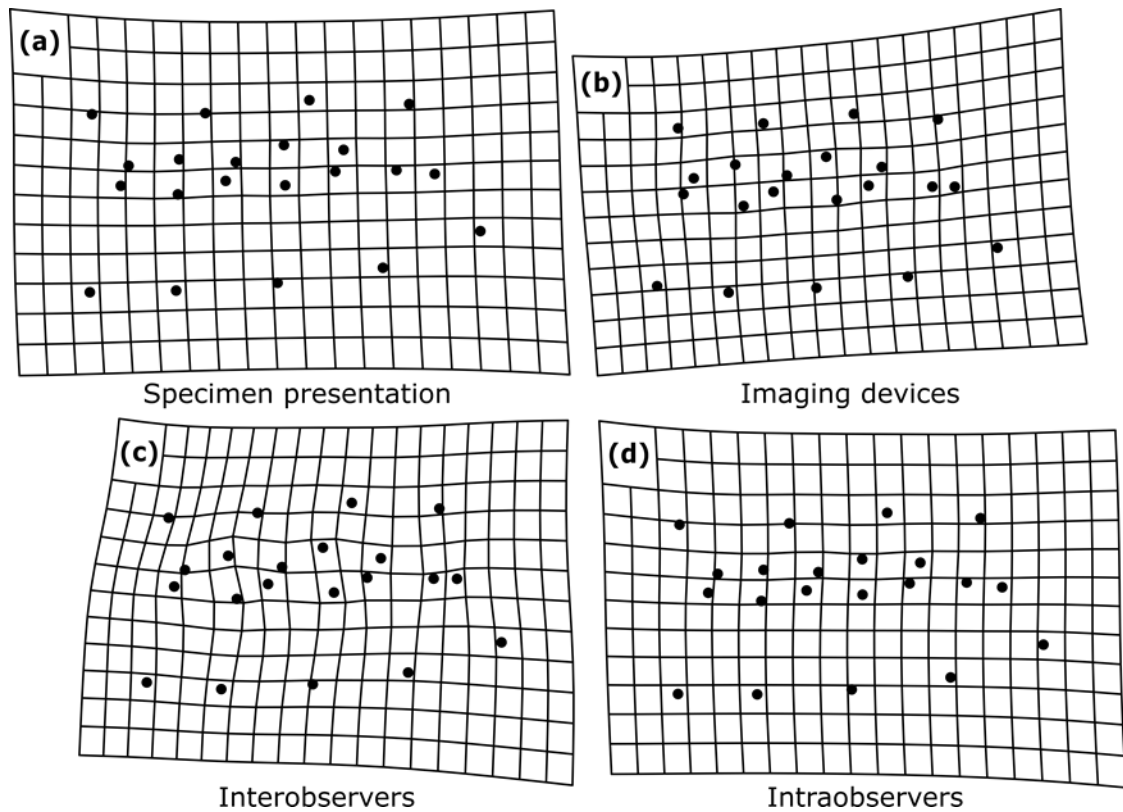 (a)
Specimen presentation
(b)
Imaging devices
(c)
Interobservers
(d)
Intraobservers